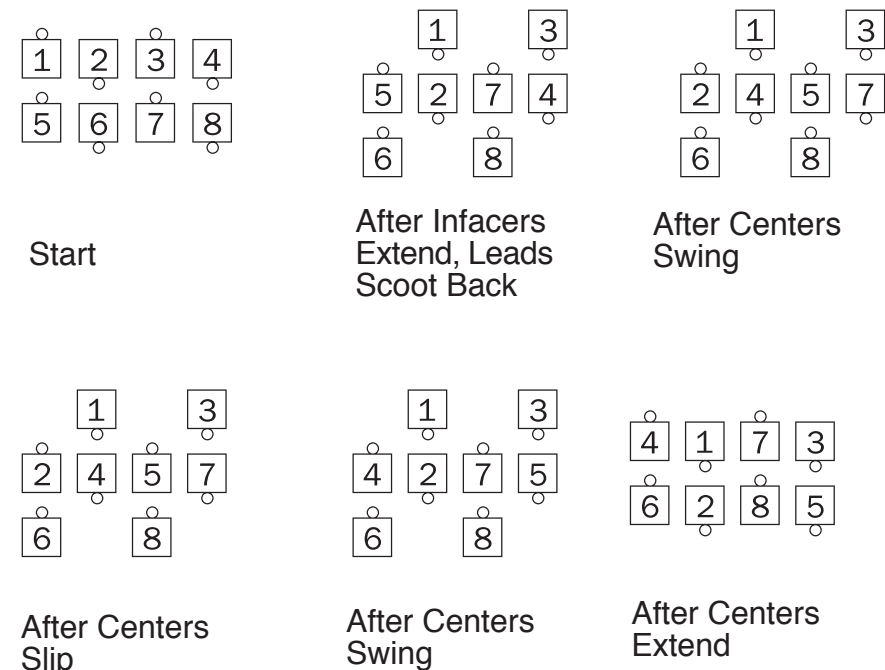 1 2 3 4
5 6 7 8
Start
1 3
5 2 7 4
6 8
After Infacers
Extend, Leads
Scoot Back
1 3
2 4 5 7
6 8
After Centers
Swing
1 3
2 4 5 7
6 8
After Centers
Slip
1 3
4 2 7 5
6 8
After Centers
Swing
4 1 7 3
6 2 8 5
After Centers
Extend